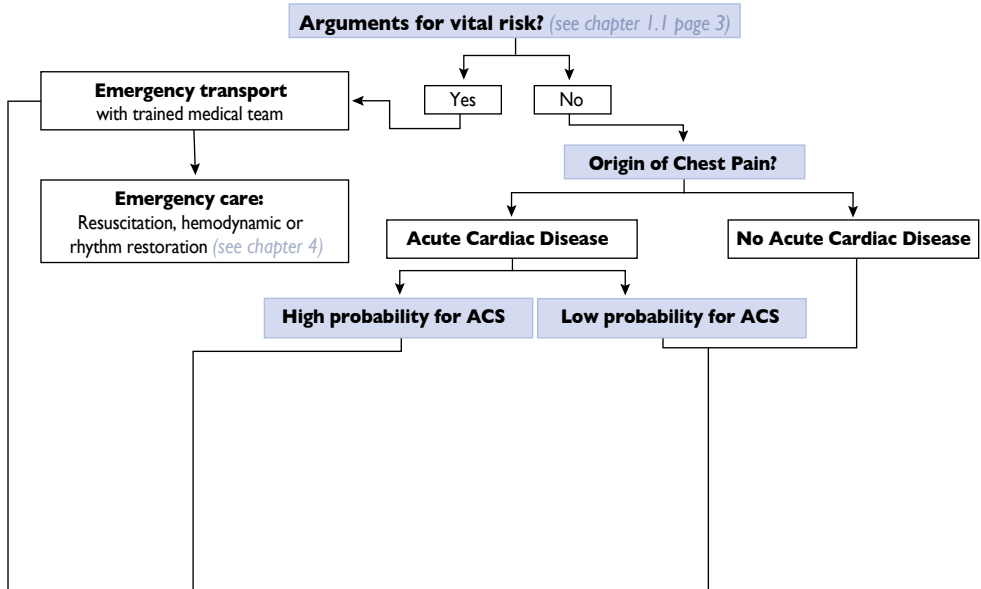 Arguments for vital risk? (see chapter 1.1 page 3)
Emergency transport
with trained medical team
Yes
No
Origin of Chest Pain?
Emergency care:
Resuscitation, hemodynamic or
rhythm restoration (see chapter 4)
Acute Cardiac Disease
No Acute Cardiac Disease
High probability for ACS
Low probability for ACS